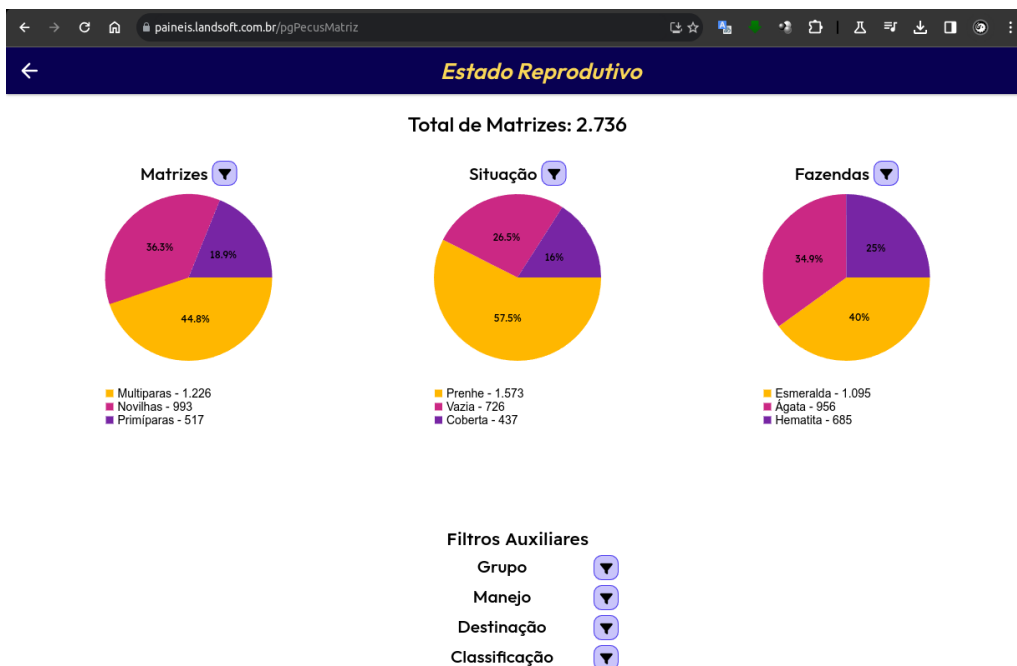 paineis.landsoft.com.br/pgPecusMatriz
Estado Reprodutivo
Total de Matrizes: 2.736
Matrizes
36.3%
18.9%
44.8%
Multiparas - 1.226
Novilhas - 993
Primíparas - 517
Situação
26.5%
16%
57.5%
Prenhe - 1.573
Vazia - 726
Coberta - 437
Fazendas
34.9%
25%
40%
Esmeralda - 1.095
Ágata - 956
Hematita - 685
Filtros Auxiliares
Grupo
Manejo
Destinação
Classificação